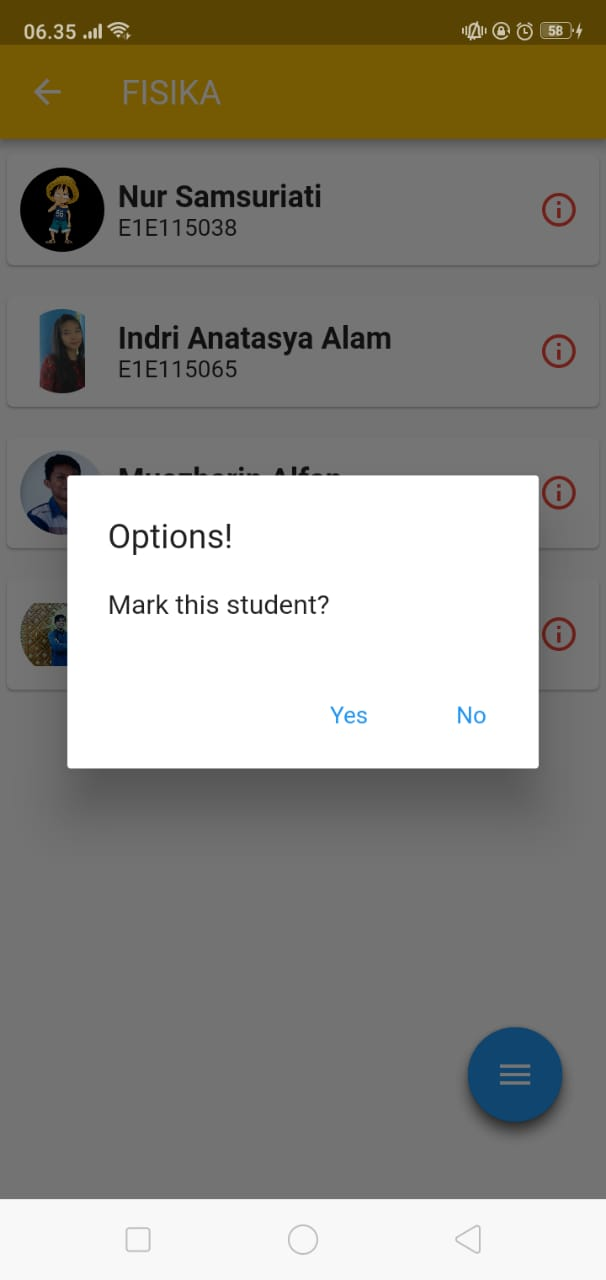 06.35
58
FISIKA
Nur Samsuriati
E1E115038
Indri Anatasya Alam
E1E115065
Options!
Mark this student?
Yes
No